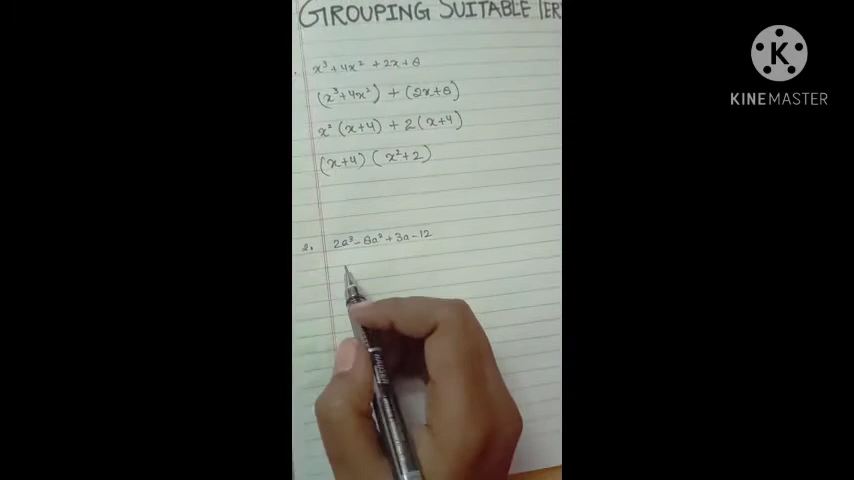 GROUPING SUITABLE TER
x³ + 4x² + 2x + 8
(x³ + 4x²) + (2x + 8)
x² (x + 4) + 2 (x + 4)
(x + 4) (x² + 2)
2. 2a³ - 8a² + 3a - 12
K
KINEMASTER